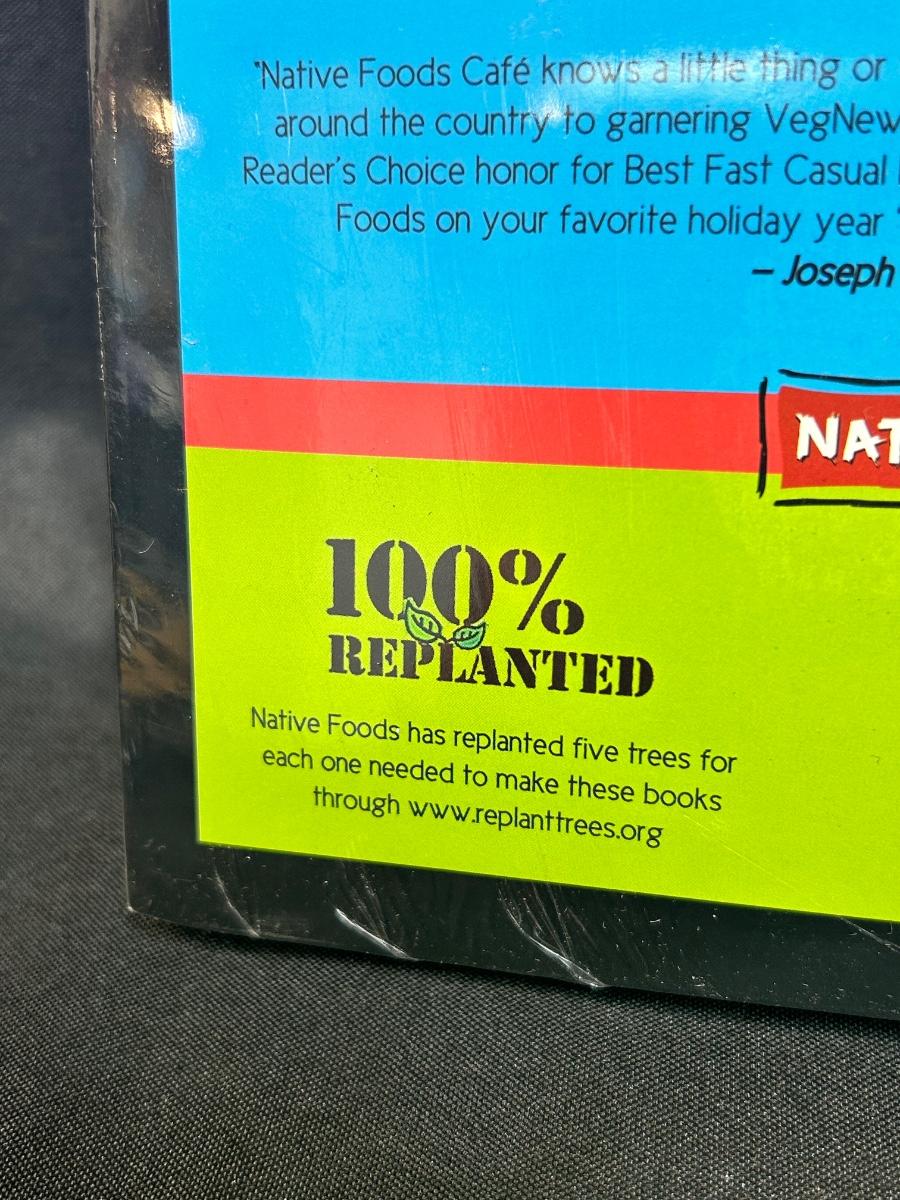 "Native Foods Café knows a little thing or
around the country to garnering VegNew
Reader's Choice honor for Best Fast Casual
Foods on your favorite holiday year
– Joseph
NAT
100%
REPLANTED
Native Foods has replanted five trees for
each one needed to make these books
through www.replanttrees.org